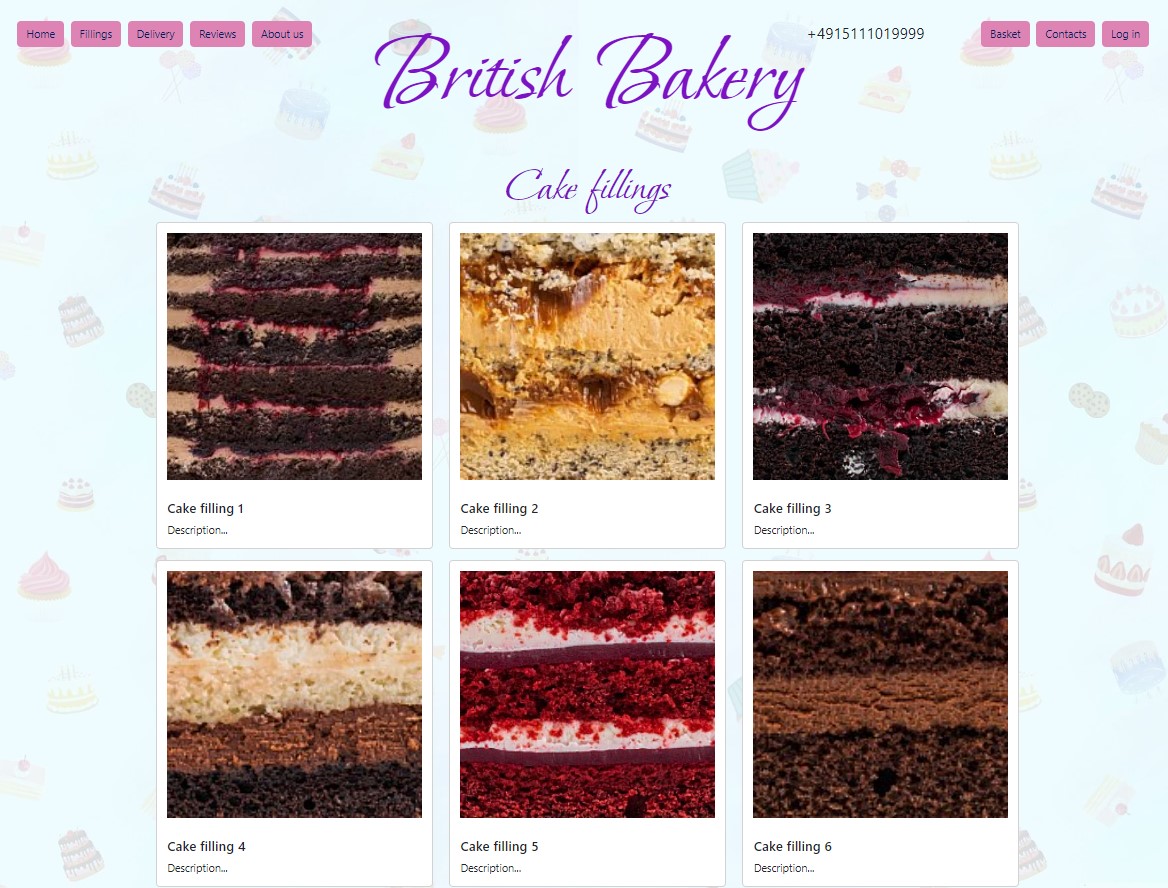 Home Fillings Delivery Reviews About us +4915111019999 Basket Contacts Log in
British Bakery
Cake fillings
Cake filling 1
Description...
Cake filling 2
Description...
Cake filling 3
Description...
Cake filling 4
Description...
Cake filling 5
Description...
Cake filling 6
Description...